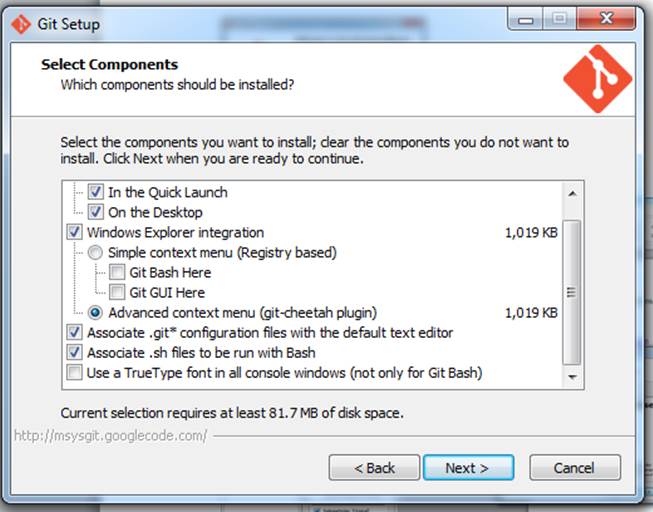 Git Setup
Select Components
Which components should be installed?
Select the components you want to install; clear the components you do not want to
install. Click Next when you are ready to continue.
In the Quick Launch
On the Desktop
Windows Explorer integration 1,019 KB
Simple context menu (Registry based)
Git Bash Here
Git GUI Here
Advanced context menu (git-cheetah plugin) 1,019 KB
Associate .git* configuration files with the default text editor
Associate .sh files to be run with Bash
Use a TrueType font in all console windows (not only for Git Bash)
Current selection requires at least 81.7 MB of disk space.
http://msysgit.googlecode.com/
< Back Next > Cancel